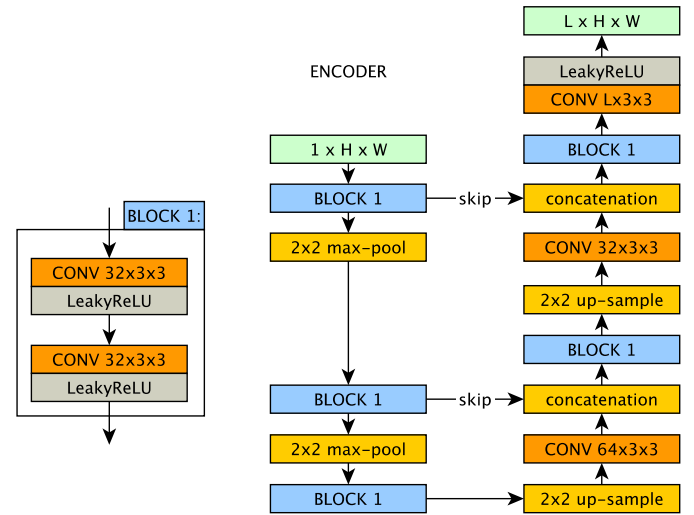 BLOCK 1:
CONV 32x3x3
LeakyReLU
CONV 32x3x3
LeakyReLU
ENCODER
1 x H x W
BLOCK 1
2x2 max-pool
BLOCK 1
2x2 max-pool
BLOCK 1
skip
skip
L x H x W
LeakyReLU
CONV Lx3x3
BLOCK 1
concatenation
CONV 32x3x3
2x2 up-sample
BLOCK 1
concatenation
CONV 64x3x3
2x2 up-sample